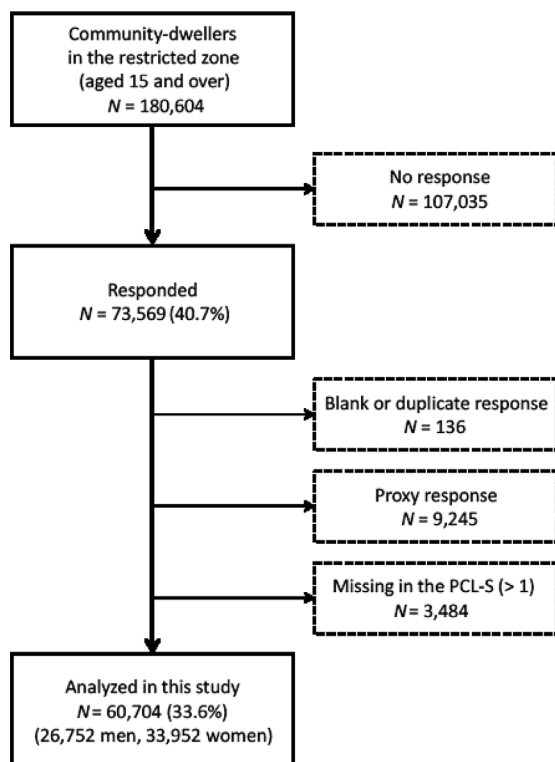 Community-dwellers
in the restricted zone
(aged 15 and over)
N = 180,604
No response
N = 107,035
Responded
N = 73,569 (40.7%)
Blank or duplicate response
N = 136
Proxy response
N = 9,245
Missing in the PCL-S (> 1)
N = 3,484
Analyzed in this study
N = 60,704 (33.6%)
(26,752 men, 33,952 women)